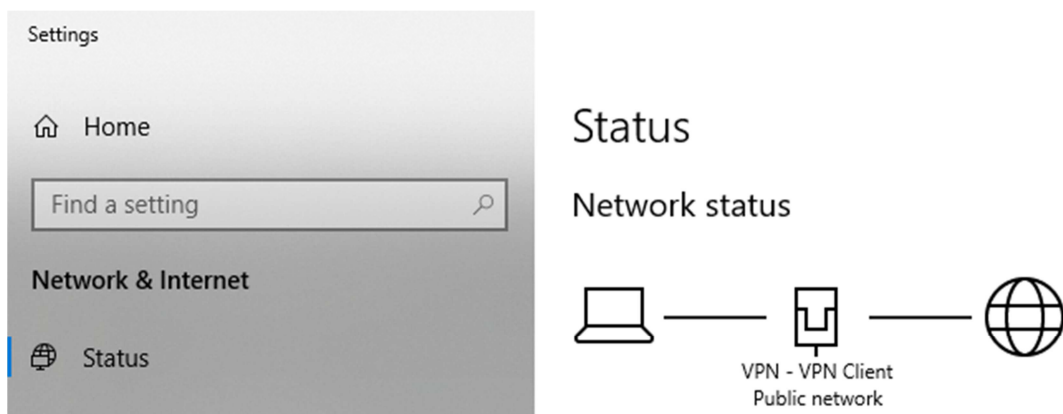 Settings
Home
Find a setting
Network & Internet
Status
Status
Network status
VPN - VPN Client
Public network